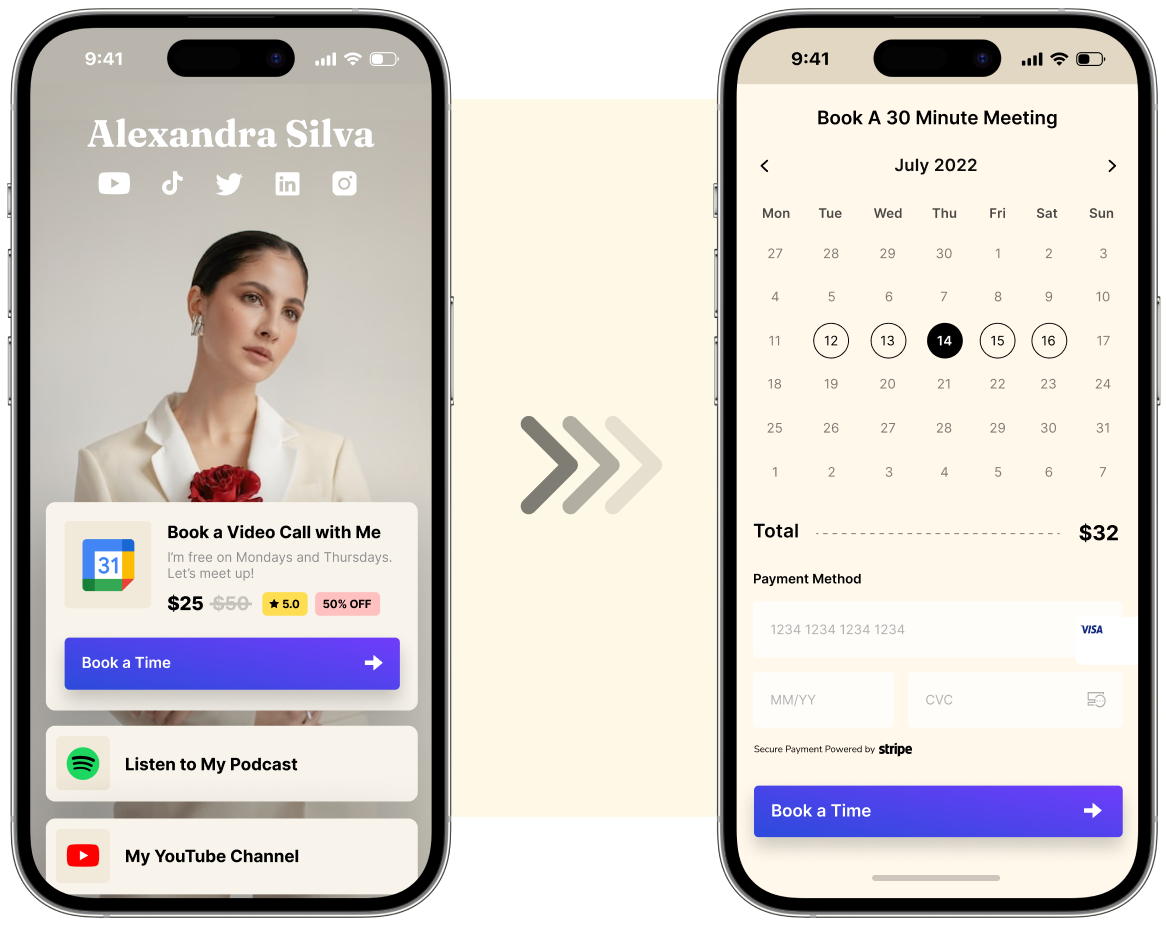 9:41
Alexandra Silva
31
Book a Video Call with Me
I'm free on Mondays and Thursdays.
Let's meet up!
$25 $50 5.0 50% OFF
Book a Time
Listen to My Podcast
My YouTube Channel
9:41
Book A 30 Minute Meeting
July 2022
Mon Tue Wed Thu Fri Sat Sun
27 28 29 30 1 2 3
4 5 6 7 8 9 10
11 12 13 14 15 16 17
18 19 20 21 22 23 24
25 26 27 28 29 30 31
1 2 3 4 5 6 7
Total $32
Payment Method
1234 1234 1234 1234 VISA
MM/YY CVC
Secure Payment Powered by stripe
Book a Time